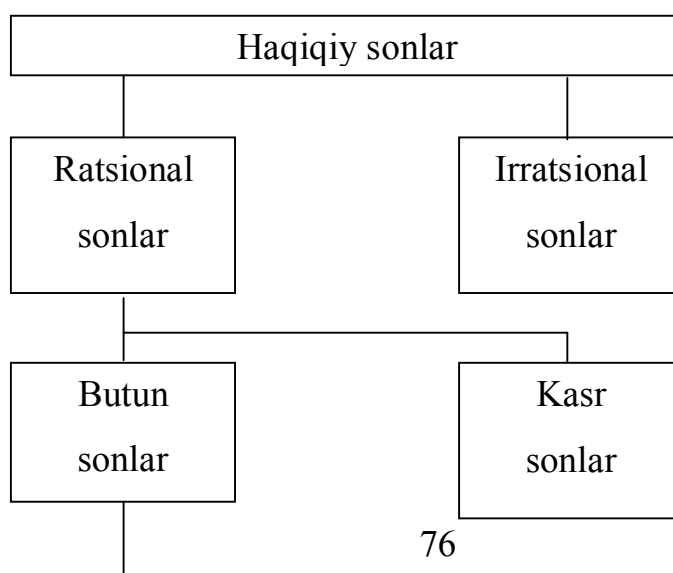 Haqiqiy sonlar
Ratsional
sonlar
Irratsional
sonlar
Butun
sonlar
Kasr
sonlar
76